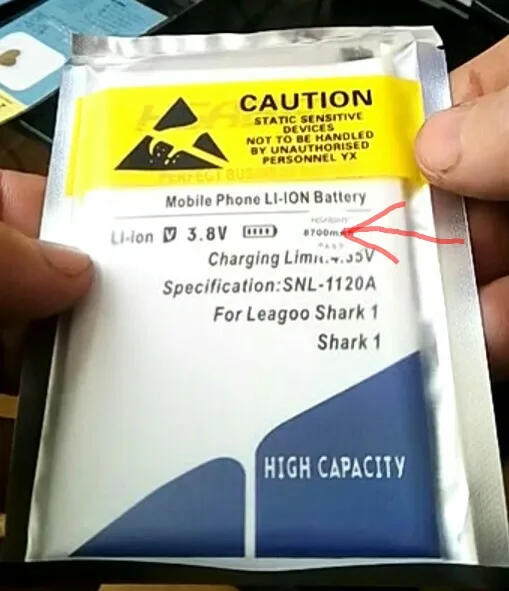 CAUTION
STATIC SENSITIVE
DEVICES
NOT TO BE HANDLED
BY UNAUTHORISED
PERSONNEL YX
Mobile Phone LI-ION Battery
Li-ion V 3.8V 8700mAh
Charging Limit:4.35V
Specification:SNL-1120A
For Leagoo Shark 1
Shark 1
HIGH CAPACITY